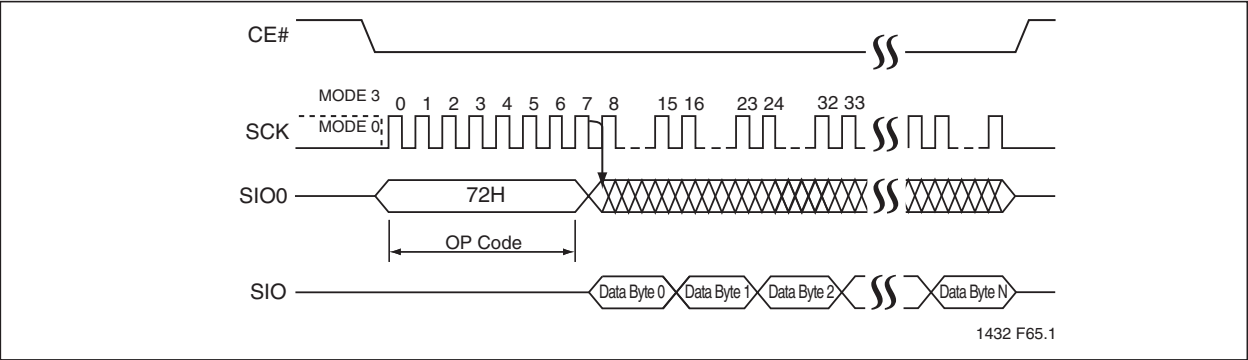 CE#
MODE 3
0 1 2 3 4 5 6 7 8 15 16 23 24 32 33
SCK
MODE 0
SIO0
72H
OP Code
SIO
Data Byte 0
Data Byte 1
Data Byte 2
Data Byte N
1432 F65.1